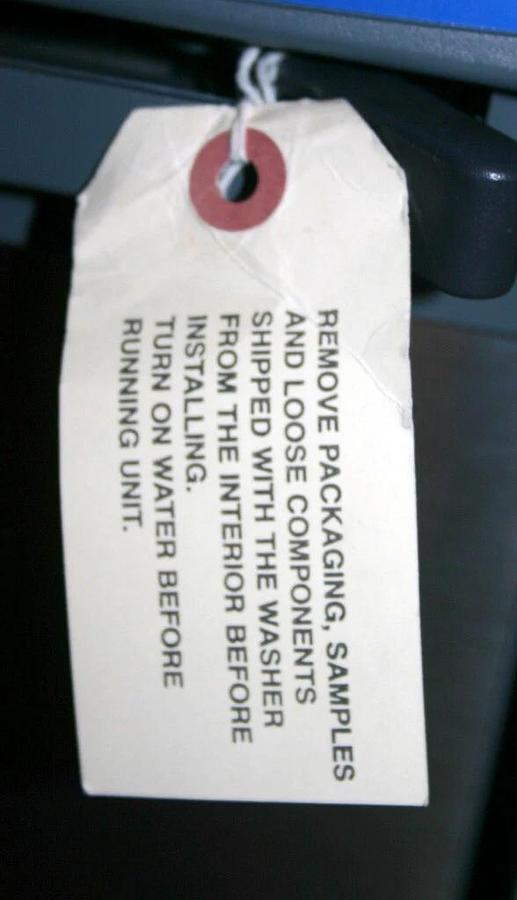 REMOVE PACKAGING, SAMPLES
AND LOOSE COMPONENTS
SHIPPED WITH THE WASHER
FROM THE INTERIOR BEFORE
INSTALLING.
TURN ON WATER BEFORE
RUNNING UNIT.